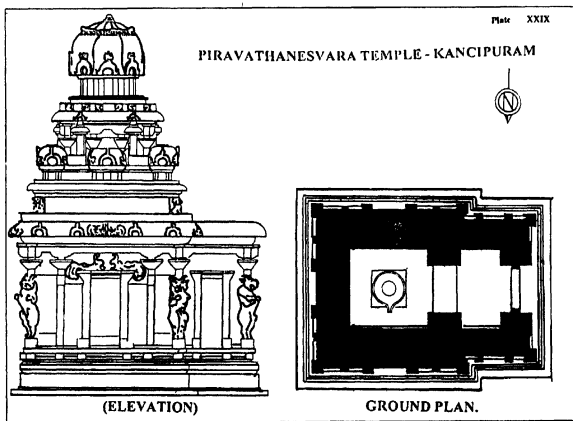 Plate XXIX
PIRAVATHANESVARA TEMPLE - KANCIPURAM
N
(ELEVATION)
GROUND PLAN.